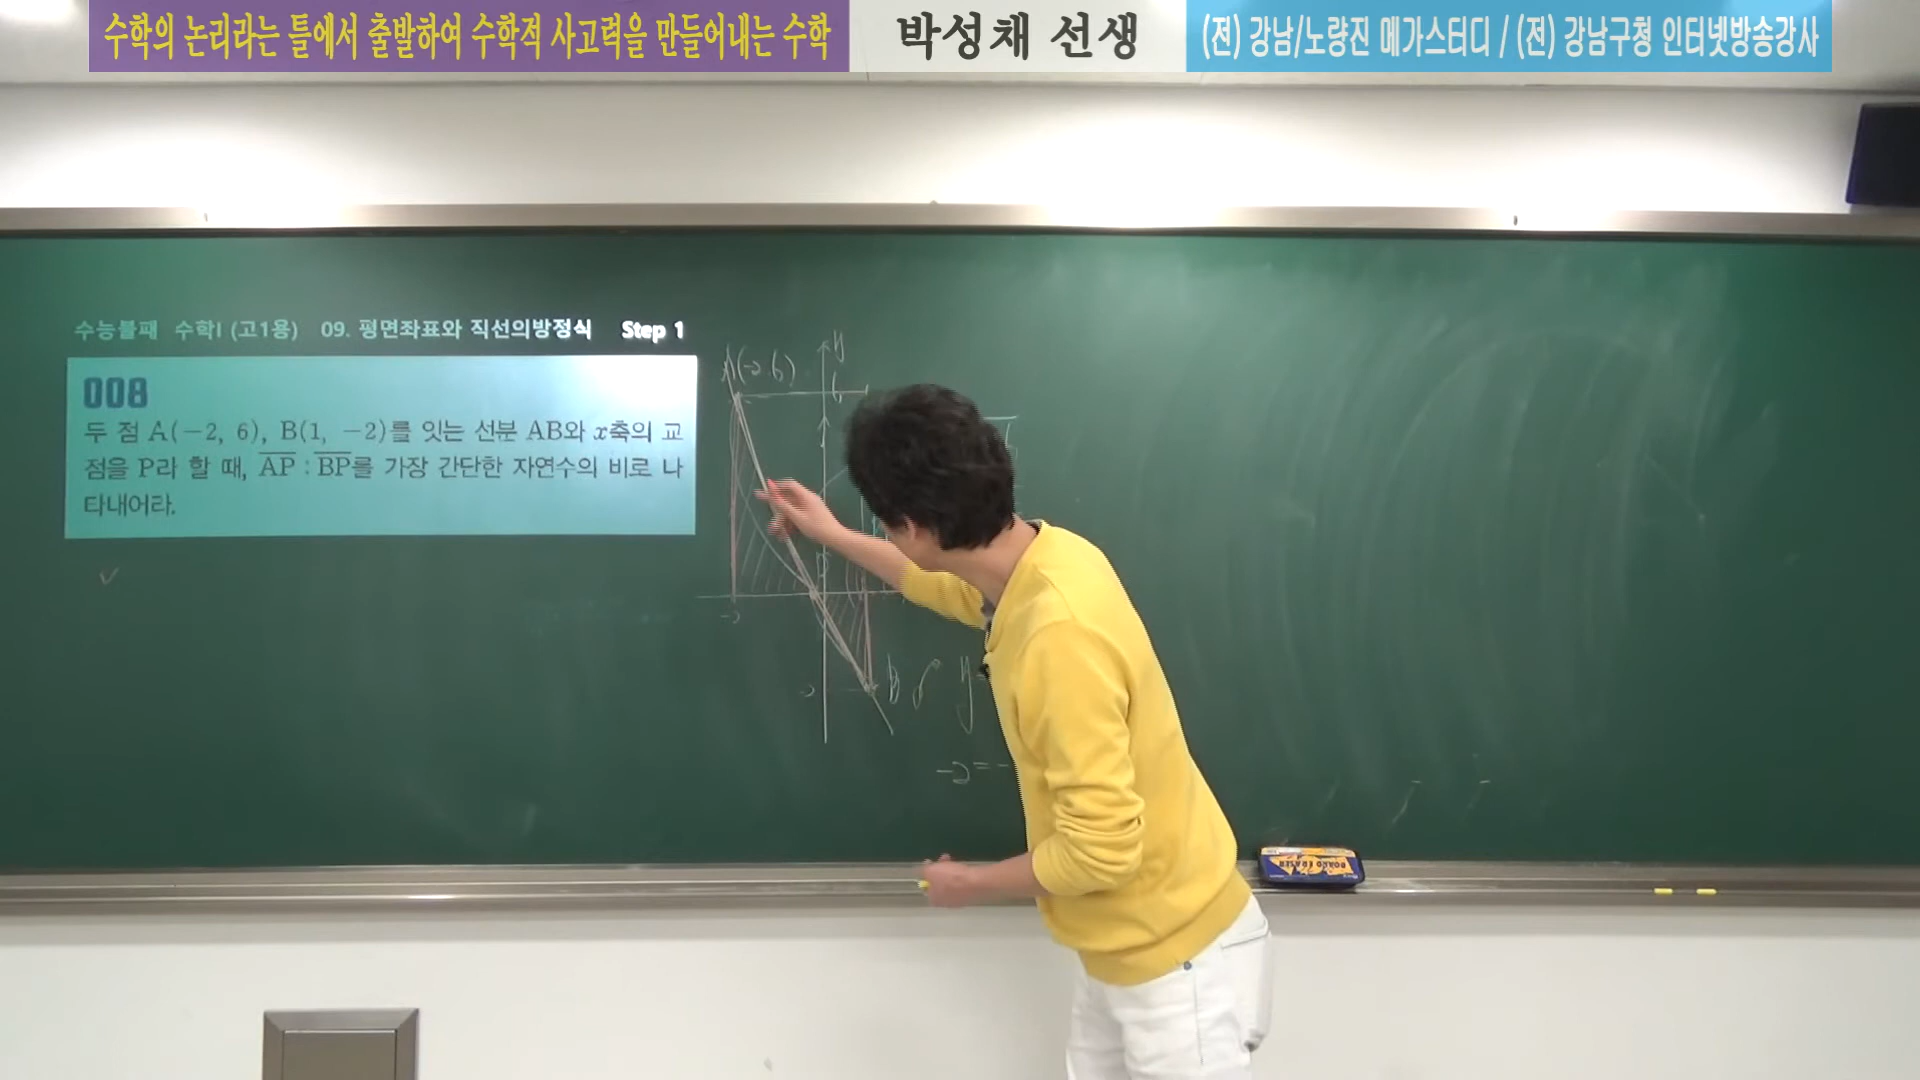 수학의 논리라는 틀에서 출발하여 수학적 사고력을 만들어내는 수학
박성채 선생
(전) 강남/노량진 메가스터디 / (전) 강남구청 인터넷방송강사
수능불패 수학I (고1용) 09. 평면좌표와 직선의방정식 Step 1
008
두 점 A(−2, 6), B(1, −2)를 잇는 선분 AB와 x축의 교
점을 P라 할 때, AP : BP를 가장 간단한 자연수의 비로 나
타내어라.
A(-2, 6)
y
6
P
-2
-2
B
y
-2=-